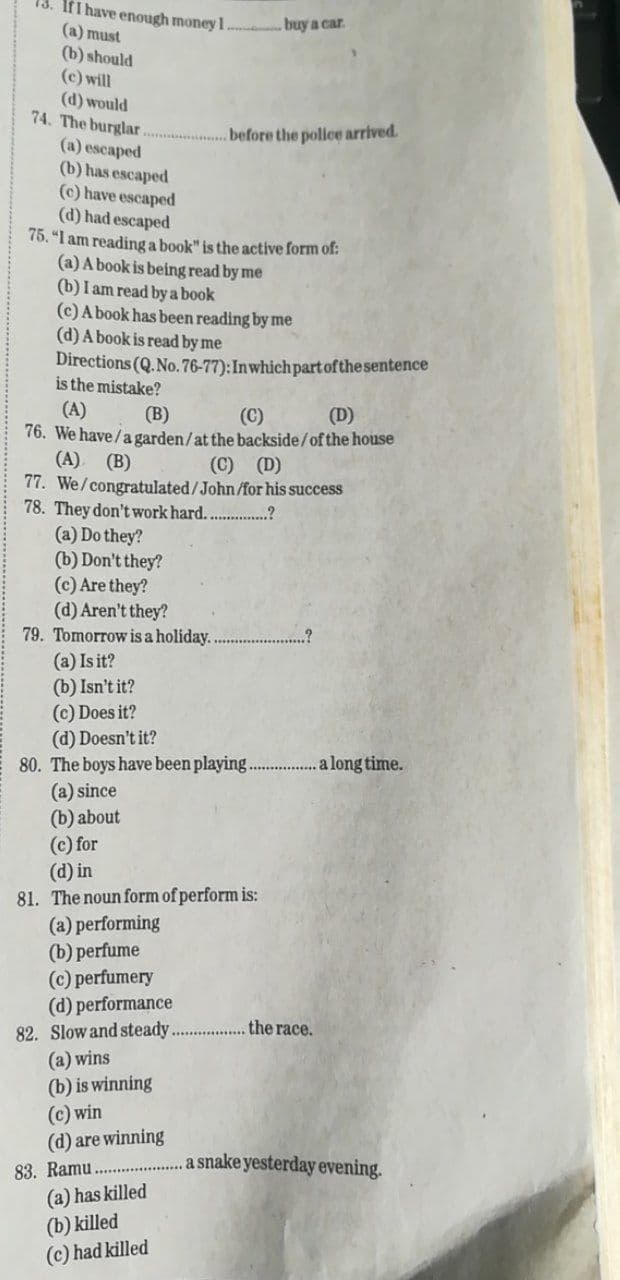 73. If I have enough money I ............ buy a car.
(a) must
(b) should
(c) will
(d) would
74. The burglar ................... before the police arrived.
(a) escaped
(b) has escaped
(c) have escaped
(d) had escaped
75. "I am reading a book" is the active form of:
(a) A book is being read by me
(b) I am read by a book
(c) A book has been reading by me
(d) A book is read by me
Directions (Q. No. 76-77): In which part of the sentence
is the mistake?
(A) (B) (C) (D)
76. We have / a garden / at the backside / of the house
(A) (B) (C) (D)
77. We / congratulated / John / for his success
78. They don't work hard. ..............?
(a) Do they?
(b) Don't they?
(c) Are they?
(d) Aren't they?
79. Tomorrow is a holiday. ......................?
(a) Is it?
(b) Isn't it?
(c) Does it?
(d) Doesn't it?
80. The boys have been playing ................ a long time.
(a) since
(b) about
(c) for
(d) in
81. The noun form of perform is:
(a) performing
(b) perfume
(c) perfumery
(d) performance
82. Slow and steady ................. the race.
(a) wins
(b) is winning
(c) win
(d) are winning
83. Ramu .................... a snake yesterday evening.
(a) has killed
(b) killed
(c) had killed